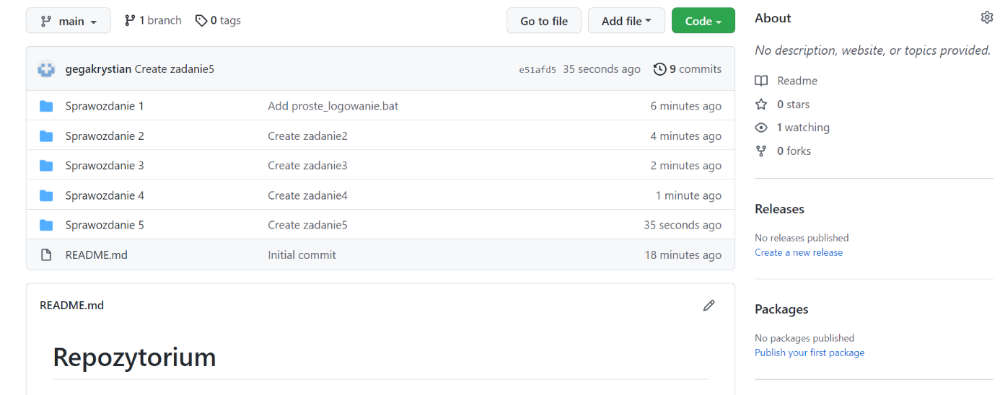 main
1 branch
0 tags
Go to file
Add file
Code
gegakrystian Create zadanie5
e51afd5 35 seconds ago
9 commits
Sprawozdanie 1 Add proste_logowanie.bat 6 minutes ago
Sprawozdanie 2 Create zadanie2 4 minutes ago
Sprawozdanie 3 Create zadanie3 2 minutes ago
Sprawozdanie 4 Create zadanie4 1 minute ago
Sprawozdanie 5 Create zadanie5 35 seconds ago
README.md Initial commit 18 minutes ago
README.md
Repozytorium
About
No description, website, or topics provided.
Readme
0 stars
1 watching
0 forks
Releases
No releases published
Create a new release
Packages
No packages published
Publish your first package